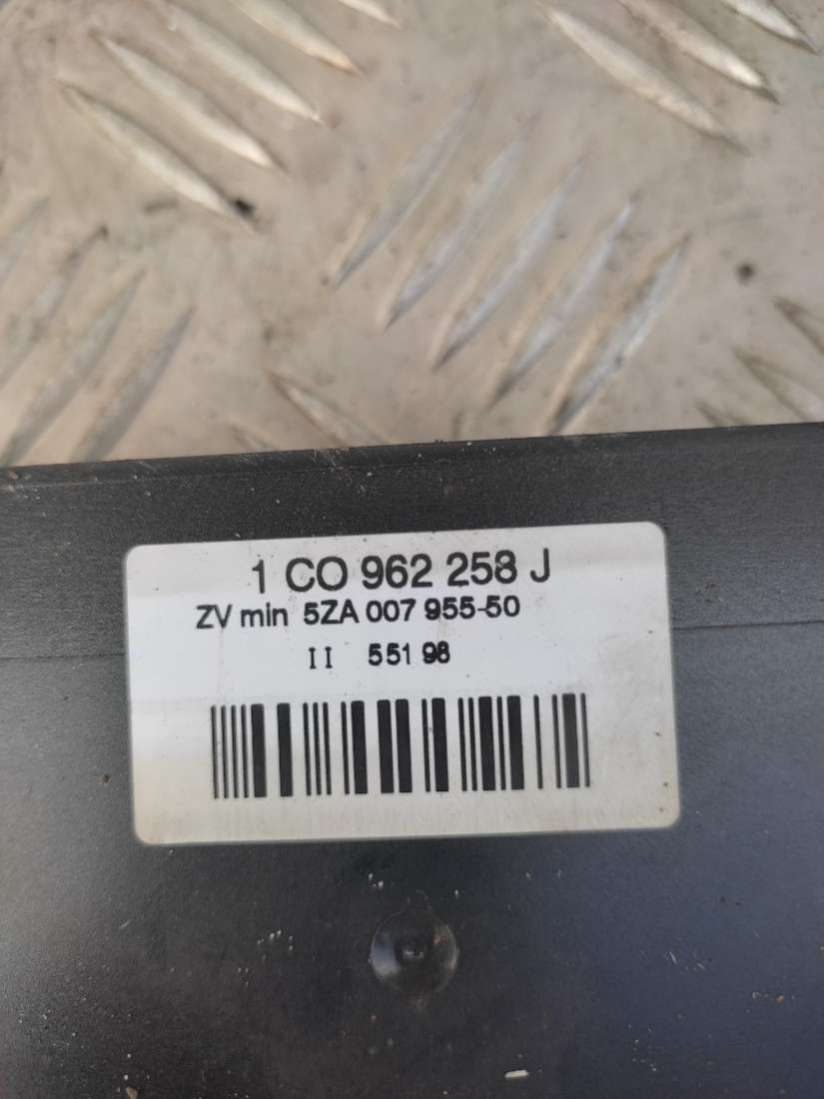 1 CO 962 258 J
ZV min 5ZA 007 955-50
II 551 98